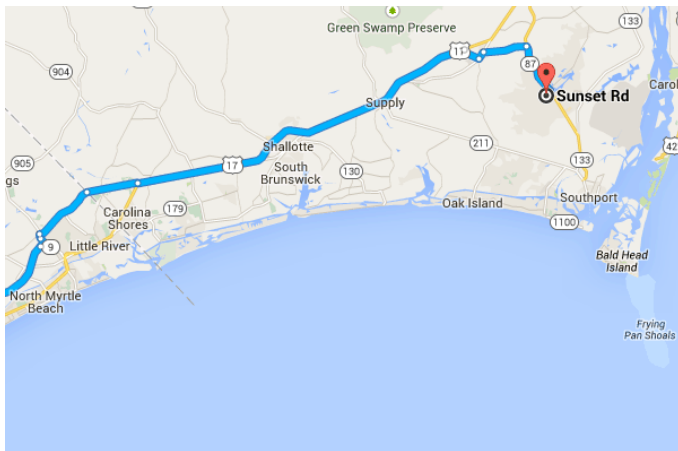 133
Green Swamp Preserve
904
17
87
Sunset Rd
Supply
Shallotte
211
133
42
905
17
South
Brunswick
130
gs
Oak Island
Southport
Carolina
Shores
179
1100
9
Little River
Bald Head
Island
North Myrtle
Beach
Frying
Pan Shoals